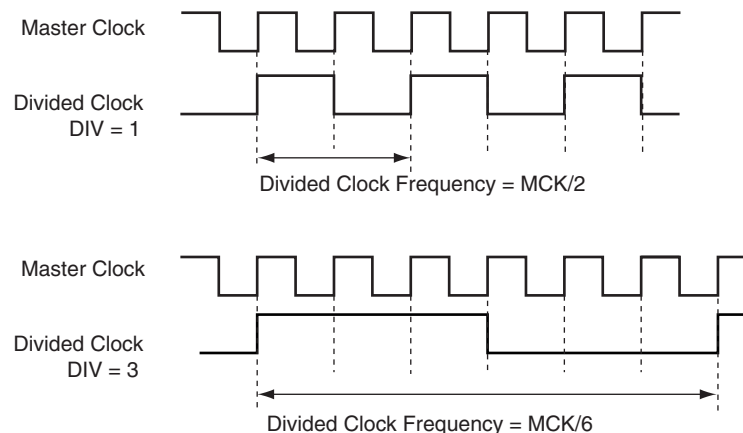 Master Clock
Divided Clock
DIV = 1
Divided Clock Frequency = MCK/2
Master Clock
Divided Clock
DIV = 3
Divided Clock Frequency = MCK/6